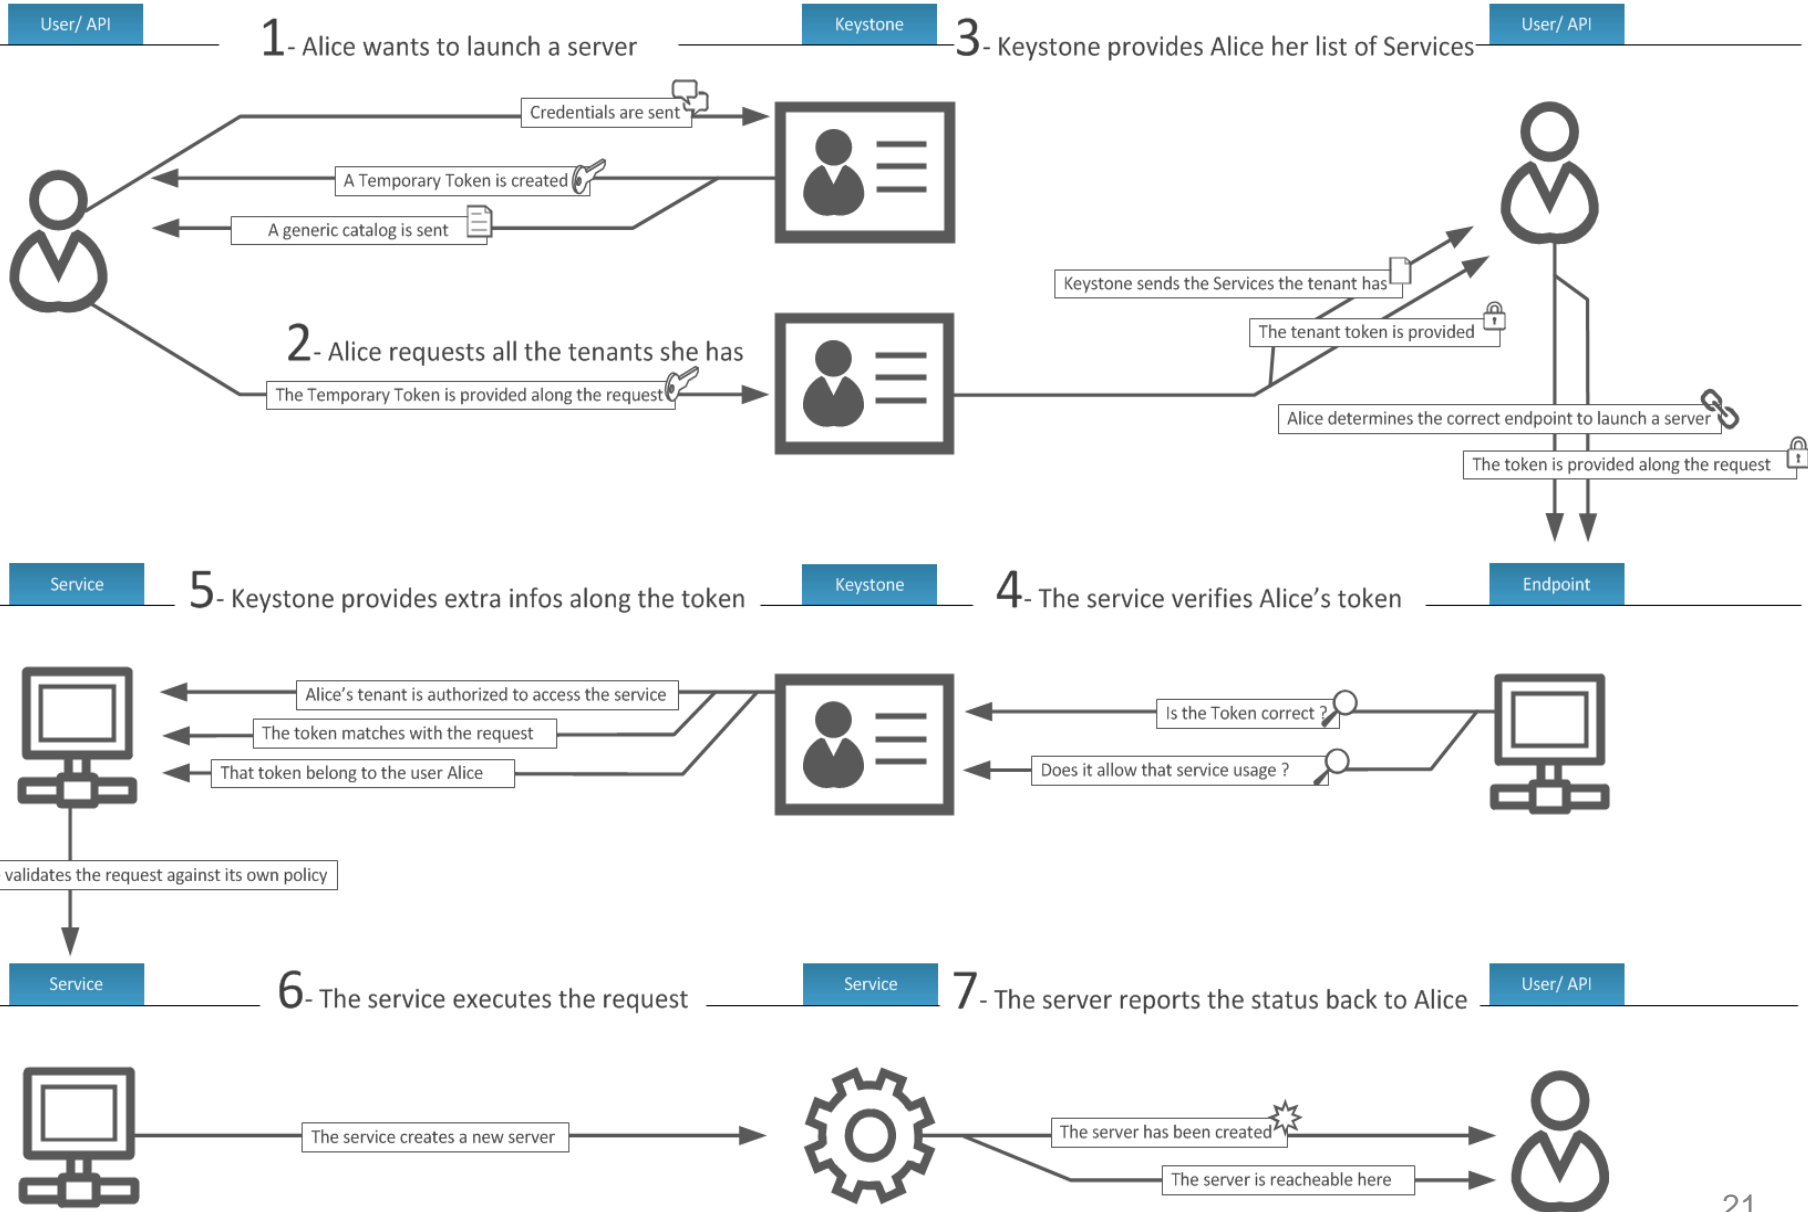 User/ API
1- Alice wants to launch a server
Keystone
3- Keystone provides Alice her list of Services
User/ API
Credentials are sent
A Temporary Token is created
A generic catalog is sent
2- Alice requests all the tenants she has
The Temporary Token is provided along the request
Keystone sends the Services the tenant has
The tenant token is provided
Alice determines the correct endpoint to launch a server
The token is provided along the request
Service
5- Keystone provides extra infos along the token
Keystone
4- The service verifies Alice's token
Endpoint
Alice's tenant is authorized to access the service
The token matches with the request
That token belong to the user Alice
Is the Token correct ?
Does it allow that service usage ?
validates the request against its own policy
Service
6- The service executes the request
Service
7- The server reports the status back to Alice
User/ API
The service creates a new server
The server has been created
The server is reacheable here
21